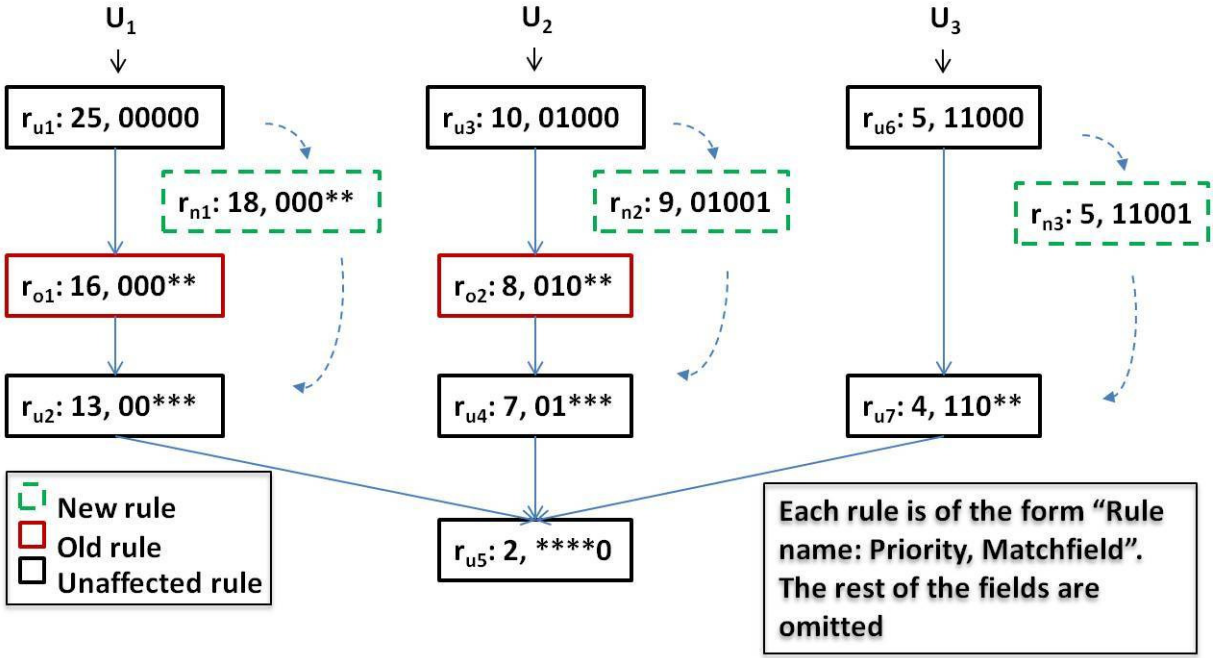 U1 U2 U3
ru1: 25, 00000
ru3: 10, 01000
ru6: 5, 11000
rn1: 18, 000**
rn2: 9, 01001
rn3: 5, 11001
ro1: 16, 000**
ro2: 8, 010**
ru2: 13, 00***
ru4: 7, 01***
ru7: 4, 110**
New rule
Old rule
Unaffected rule
ru5: 2, ****0
Each rule is of the form “Rule
name: Priority, Matchfield”.
The rest of the fields are
omitted